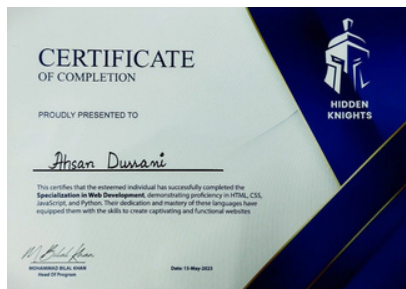 CERTIFICATE
OF COMPLETION
HIDDEN
KNIGHTS
PROUDLY PRESENTED TO
Ahsan Durrani
This certifies that the esteemed individual has successfully completed the
Specialization in Web Development, demonstrating proficiency in HTML, CSS,
JavaScript, and Python. Their dedication and mastery of these languages have
equipped them with the skills to create captivating and functional websites
M Bilal Khan
MOHAMMAD BILAL KHAN
Head Of Program
Date: 13-May-2023